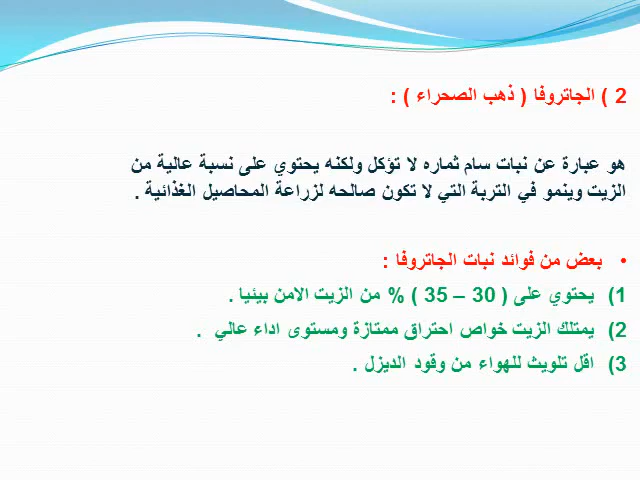 2 ) الجاتروفا ( ذهب الصحراء ) :
هو عبارة عن نبات سام ثماره لا تؤكل ولكنه يحتوي على نسبة عالية من
الزيت وينمو في التربة التي لا تكون صالحه لزراعة المحاصيل الغذائية .
• بعض من فوائد نبات الجاتروفا :
1) يحتوي على ( 30 – 35 ) % من الزيت الامن بيئيا .
2) يمتلك الزيت خواص احتراق ممتازة ومستوى اداء عالي .
3) اقل تلويث للهواء من وقود الديزل .